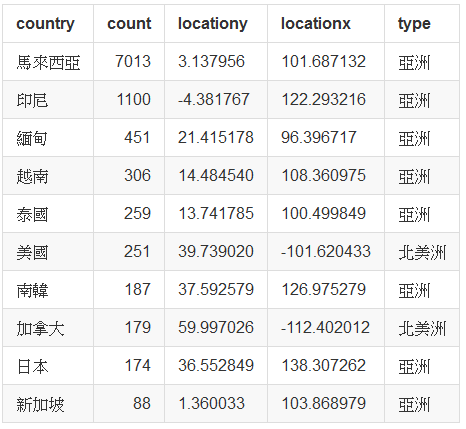 country count locationy locationx type
馬來西亞 7013 3.137956 101.687132 亞洲
印尼 1100 -4.381767 122.293216 亞洲
緬甸 451 21.415178 96.396717 亞洲
越南 306 14.484540 108.360975 亞洲
泰國 259 13.741785 100.499849 亞洲
美國 251 39.739020 -101.620433 北美洲
南韓 187 37.592579 126.975279 亞洲
加拿大 179 59.997026 -112.402012 北美洲
日本 174 36.552849 138.307262 亞洲
新加坡 88 1.360033 103.868979 亞洲